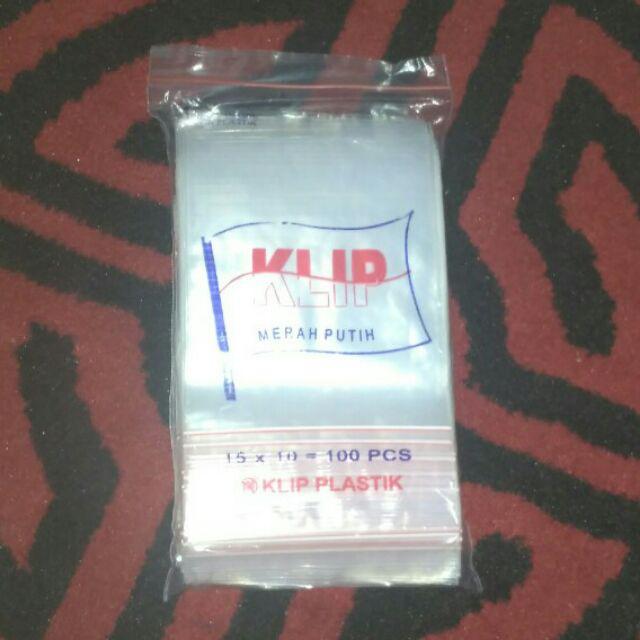 KLIP
MERAH PUTIH
15 x 10 = 100 PCS
KLIP PLASTIK